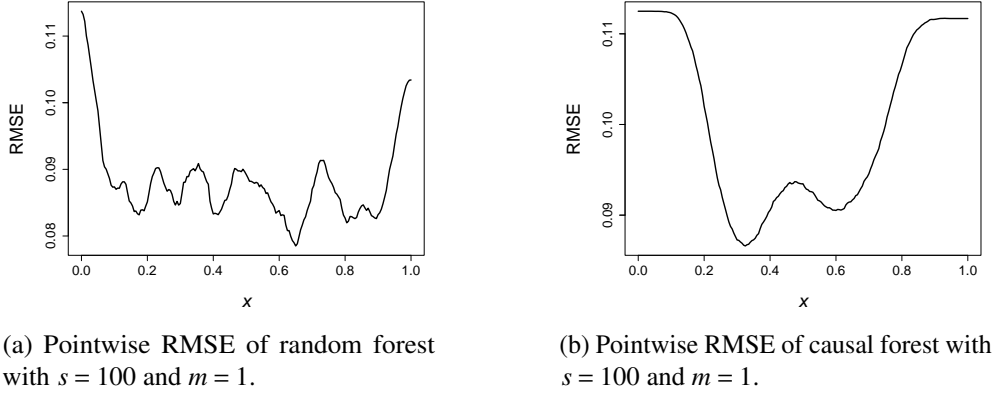 0.11
0.10
0.09
0.08
RMSE
0.0 0.2 0.4 0.6 0.8 1.0
x
(a) Pointwise RMSE of random forest
with s = 100 and m = 1.
0.11
0.10
0.09
RMSE
0.0 0.2 0.4 0.6 0.8 1.0
x
(b) Pointwise RMSE of causal forest with
s = 100 and m = 1.